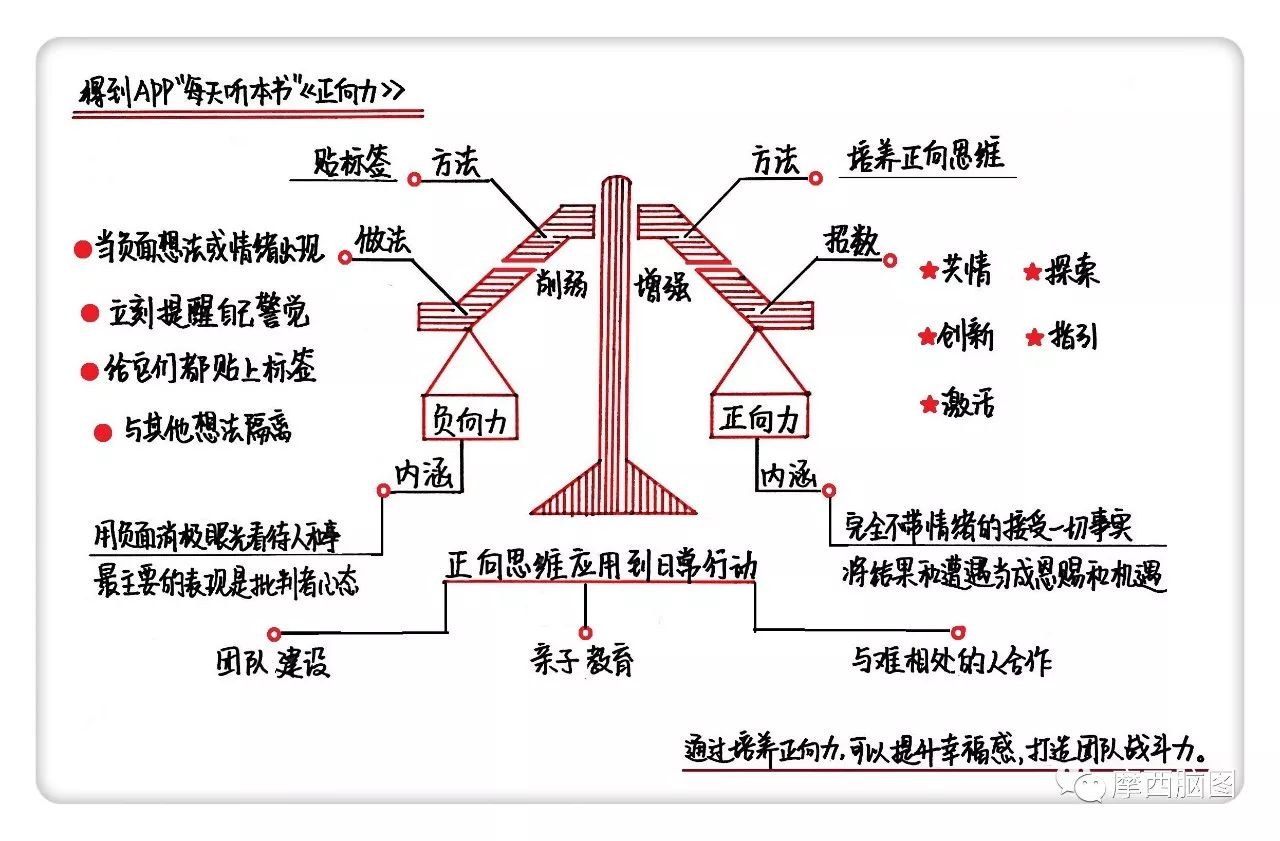 得到APP“每天听本书”《正向力》
贴标签
方法
当负面想法或情绪出现
做法
立刻提醒自己警觉
给它们都贴上标签
与其他想法隔离
削弱
负向力
内涵
用负面消极眼光看待人和事
最主要的表现是批判者心态
方法
培养正向思维
招数
共情
探索
创新
指引
激活
增强
正向力
内涵
完全不带情绪的接受一切事实
将结果和遭遇当成恩赐和机遇
正向思维应用到日常行动
团队建设
亲子教育
与难相处的人合作
通过培养正向力,可以提升幸福感,打造团队战斗力。
摩西脑图